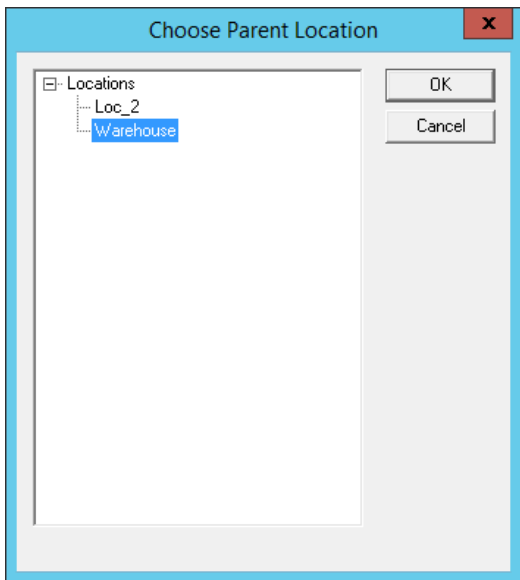 Choose Parent Location
x
Locations
OK
Loc_2
Warehouse
Cancel